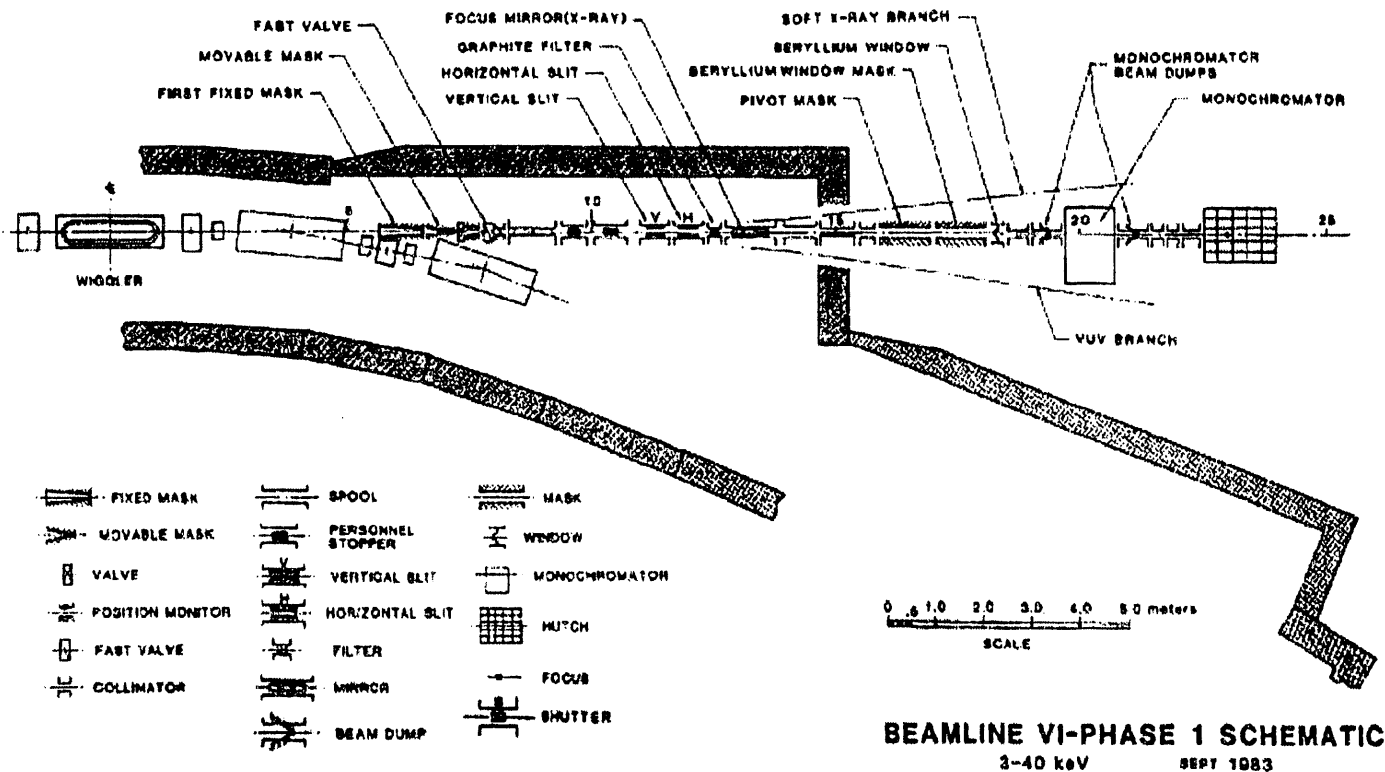 FAST VALVE
MOVABLE MASK
FIRST FIXED MASK
FOCUS MIRROR(X-RAY)
GRAPHITE FILTER
HORIZONTAL SLIT
VERTICAL SLIT
SOFT X-RAY BRANCH
BERYLLIUM WINDOW
BERYLLIUM WINDOW MASK
PIVOT MASK
MONOCHROMATOR
BEAM DUMPS
MONOCHROMATOR
5
10
V
H
15
20
25
WIGGLER
VUV BRANCH
FIXED MASK
MOVABLE MASK
VALVE
POSITION MONITOR
FAST VALVE
COLLIMATOR
SPOOL
PERSONNEL
STOPPER
V
VERTICAL SLIT
H
HORIZONTAL SLIT
FILTER
MIRROR
BEAM DUMP
MASK
WINDOW
MONOCHROMATOR
HUTCH
FOCUS
SHUTTER
0 .5 1.0 2.0 3.0 4.0 5.0 meters
SCALE
BEAMLINE VI-PHASE 1 SCHEMATIC
3-40 keV SEPT 1983